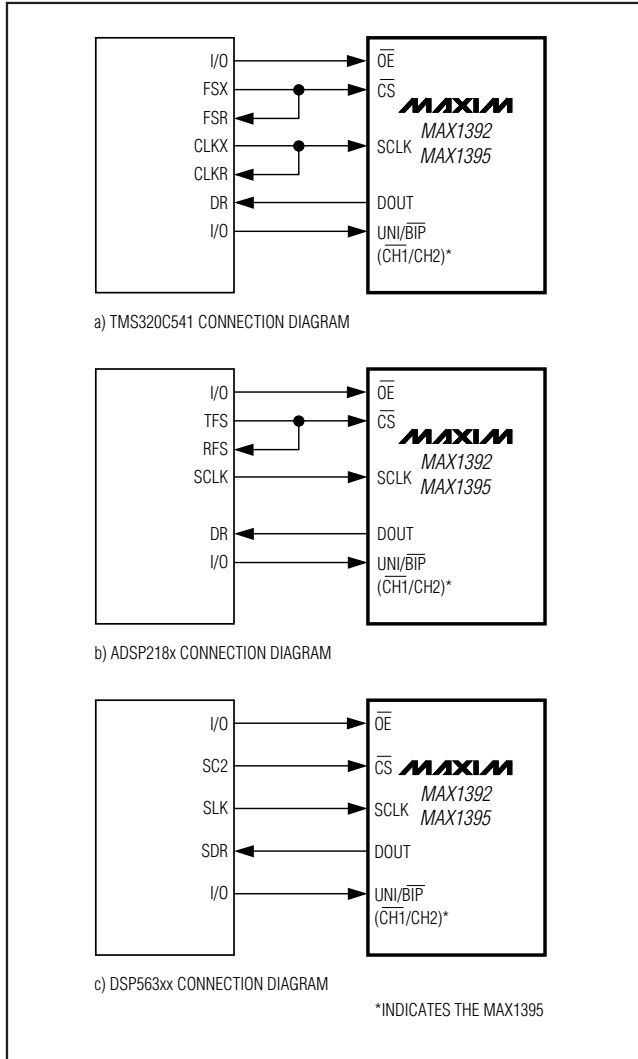 I/O OE
FSX CS
FSR MAXIM
MAX1392
CLKX SCLK MAX1395
CLKR
DR DOUT
I/O UNI/BIP
(CH1/CH2)*
a) TMS320C541 CONNECTION DIAGRAM
I/O OE
TFS CS
RFS MAXIM
MAX1392
SCLK SCLK MAX1395
DR DOUT
I/O UNI/BIP
(CH1/CH2)*
b) ADSP218x CONNECTION DIAGRAM
I/O OE
SC2 CS MAXIM
MAX1392
SLK SCLK MAX1395
SDR DOUT
I/O UNI/BIP
(CH1/CH2)*
c) DSP563xx CONNECTION DIAGRAM
*INDICATES THE MAX1395